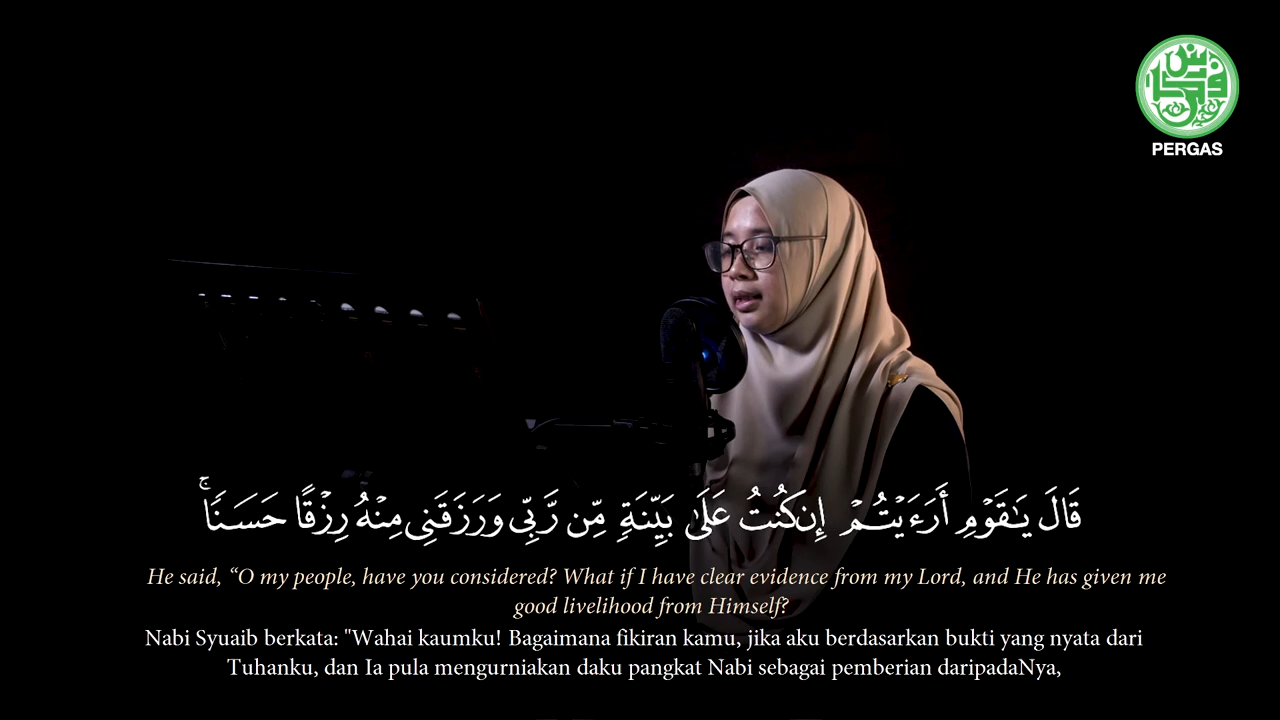 PERGAS
قَالَ يَٰقَوْمِ أَرَءَيْتُمْ إِن كُنتُ عَلَىٰ بَيِّنَةٍ مِّن رَّبِّى وَرَزَقَنِى مِنْهُ رِزْقًا حَسَنًا ۚ
He said, “O my people, have you considered? What if I have clear evidence from my Lord, and He has given me
good livelihood from Himself?
Nabi Syuaib berkata: "Wahai kaumku! Bagaimana fikiran kamu, jika aku berdasarkan bukti yang nyata dari
Tuhanku, dan Ia pula mengurniakan daku pangkat Nabi sebagai pemberian daripadaNya,